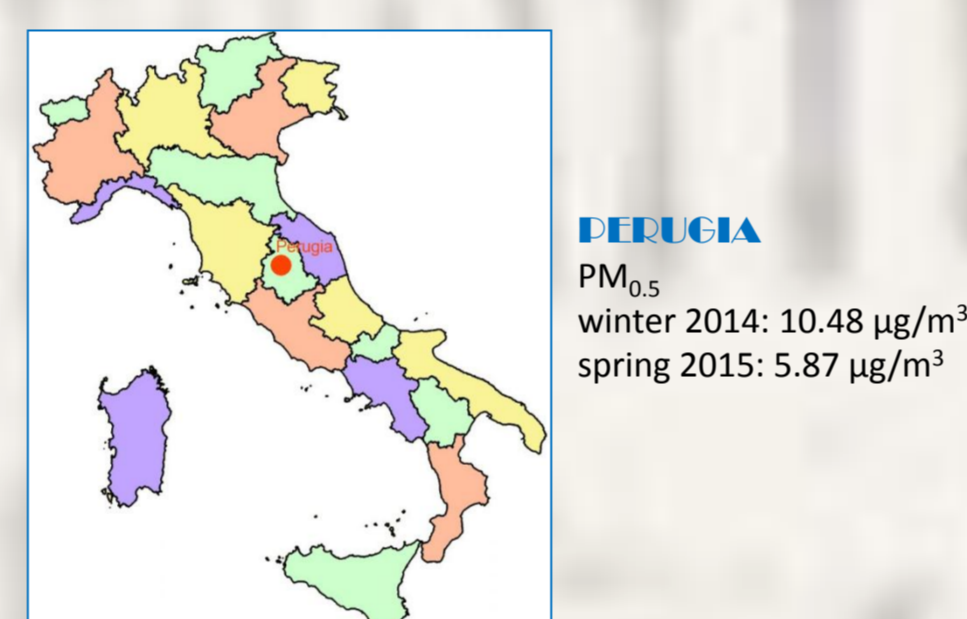 Perugia
PERUGIA
PM₀.₅
winter 2014: 10.48 µg/m³
spring 2015: 5.87 µg/m³